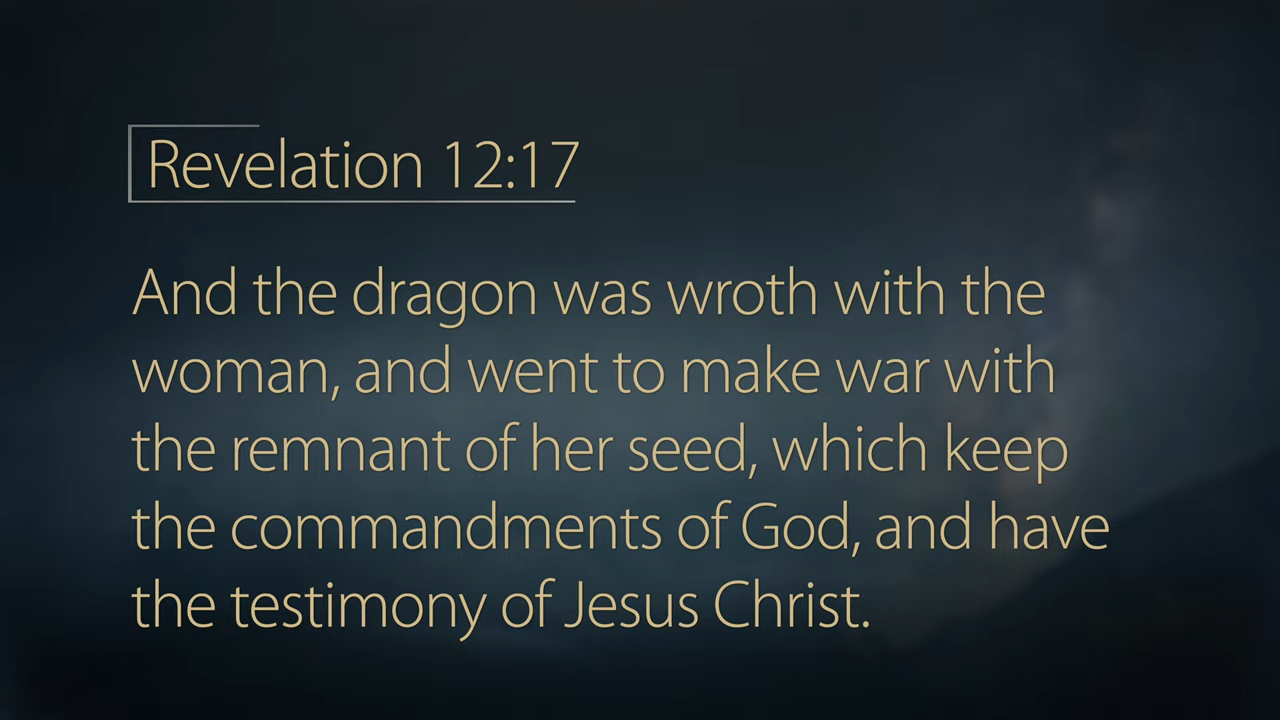 Revelation 12:17
And the dragon was wroth with the
woman, and went to make war with
the remnant of her seed, which keep
the commandments of God, and have
the testimony of Jesus Christ.